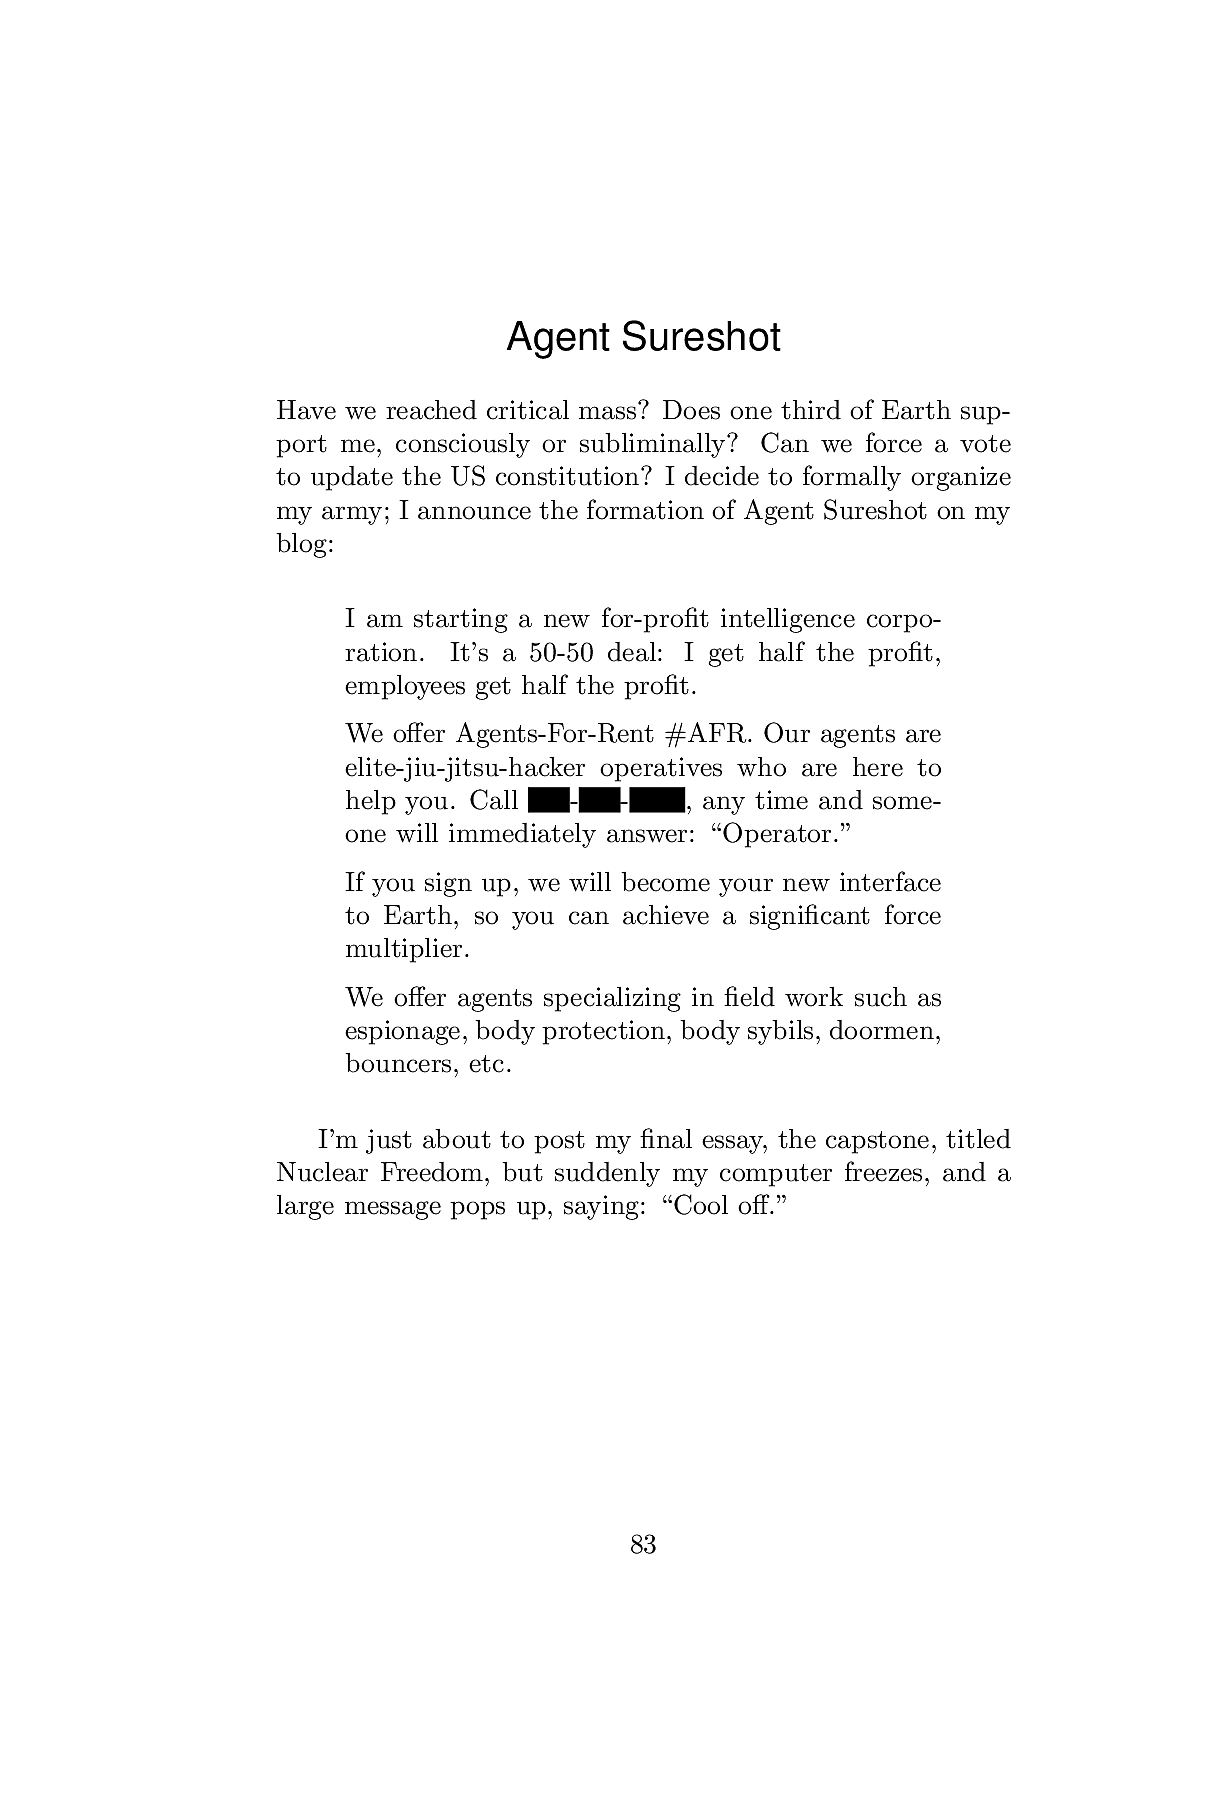 Agent Sureshot
Have we reached critical mass? Does one third of Earth sup-
port me, consciously or subliminally? Can we force a vote
to update the US constitution? I decide to formally organize
my army; I announce the formation of Agent Sureshot on my
blog:
I am starting a new for-profit intelligence corpo-
ration. It's a 50-50 deal: I get half the profit,
employees get half the profit.
We offer Agents-For-Rent #AFR. Our agents are
elite-jiu-jitsu-hacker operatives who are here to
help you. Call - - , any time and some-
one will immediately answer: “Operator.”
If you sign up, we will become your new interface
to Earth, so you can achieve a significant force
multiplier.
We offer agents specializing in field work such as
espionage, body protection, body sybils, doormen,
bouncers, etc.
I'm just about to post my final essay, the capstone, titled
Nuclear Freedom, but suddenly my computer freezes, and a
large message pops up, saying: “Cool off.”
83